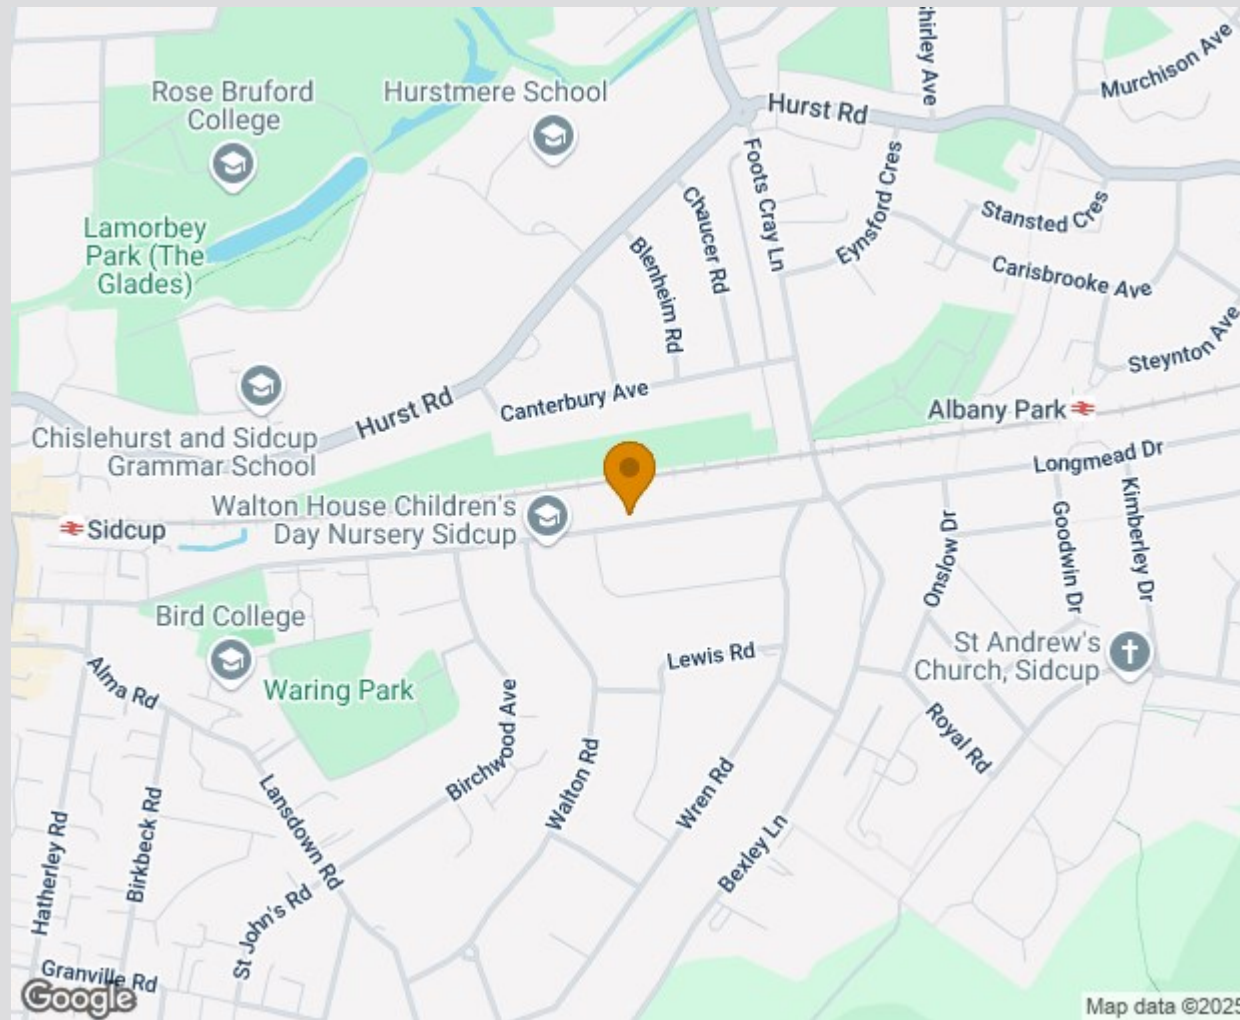 Shirley Ave
Murchison Ave
Rose Bruford
College
Hurstmere School
Hurst Rd
Foots Cray Ln
Eynsford Cres
Stansted Cres
Chaucer Rd
Lamorbey
Park (The
Glades)
Blenheim Rd
Carisbrooke Ave
Steynton Ave
Canterbury Ave
Hurst Rd
Albany Park
Chislehurst and Sidcup
Grammar School
Longmead Dr
Walton House Children's
Day Nursery Sidcup
Sidcup
Onslow Dr
Goodwin Dr
Kimberley Dr
Bird College
St Andrew's
Church, Sidcup
Lewis Rd
Alma Rd
Waring Park
Royal Rd
Birchwood Ave
Walton Rd
Wren Rd
Lansdown Rd
Bexley Ln
Hatherley Rd
Birkbeck Rd
St John's Rd
Granville Rd
Google
Map data ©2025